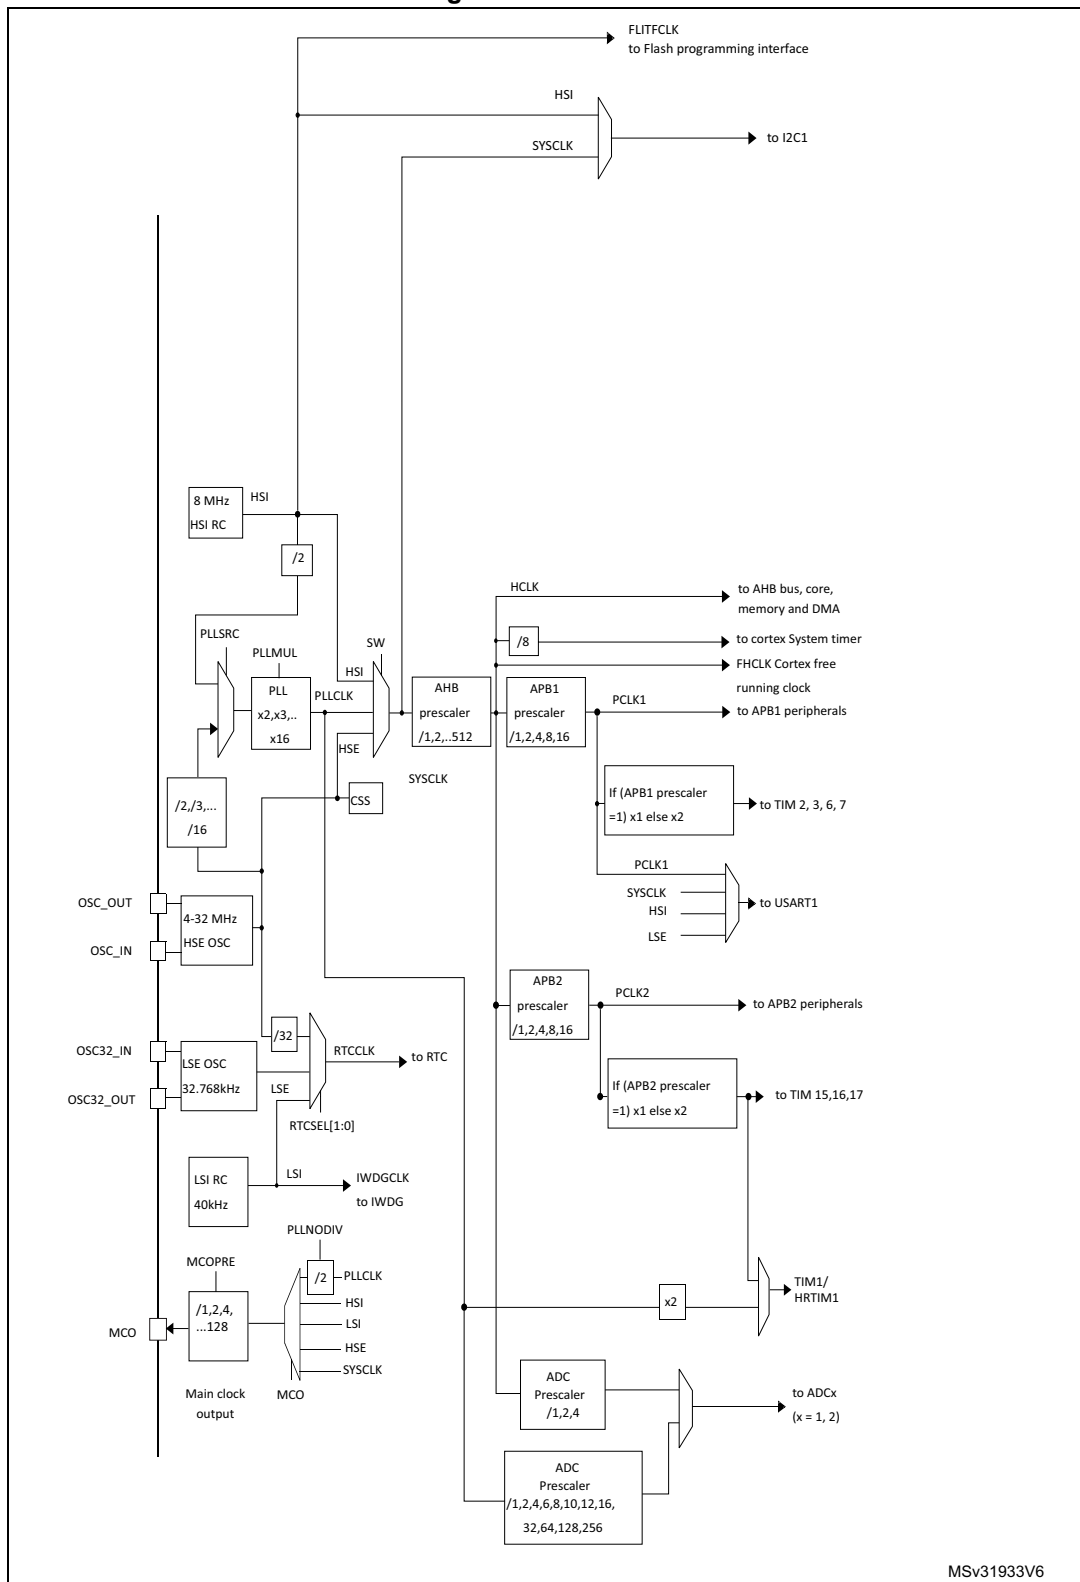 FLITFCLK
to Flash programming interface
HSI
to I2C1
SYSCLK
8 MHz
HSI RC
HSI
/2
HCLK
to AHB bus, core,
memory and DMA
/8
to cortex System timer
FHCLK Cortex free
running clock
PLLSRC
PLLMUL
SW
PLL
x2,x3,..
x16
PLLCLK
HSI
HSE
AHB
prescaler
/1,2,..512
APB1
prescaler
/1,2,4,8,16
PCLK1
to APB1 peripherals
SYSCLK
CSS
/2,/3,...
/16
If (APB1 prescaler
=1) x1 else x2
to TIM 2, 3, 6, 7
PCLK1
SYSCLK
HSI
LSE
to USART1
OSC_OUT
OSC_IN
4-32 MHz
HSE OSC
APB2
prescaler
/1,2,4,8,16
PCLK2
to APB2 peripherals
/32
OSC32_IN
OSC32_OUT
LSE OSC
32.768kHz
LSE
RTCCLK
to RTC
RTCSEL[1:0]
If (APB2 prescaler
=1) x1 else x2
to TIM 15,16,17
LSI RC
40kHz
LSI
IWDGCLK
to IWDG
PLLNODIV
MCOPRE
/2
PLLCLK
HSI
LSI
HSE
SYSCLK
/1,2,4,
...128
MCO
MCO
Main clock
output
x2
TIM1/
HRTIM1
ADC
Prescaler
/1,2,4
to ADCx
(x = 1, 2)
ADC
Prescaler
/1,2,4,6,8,10,12,16,
32,64,128,256
MSv31933V6